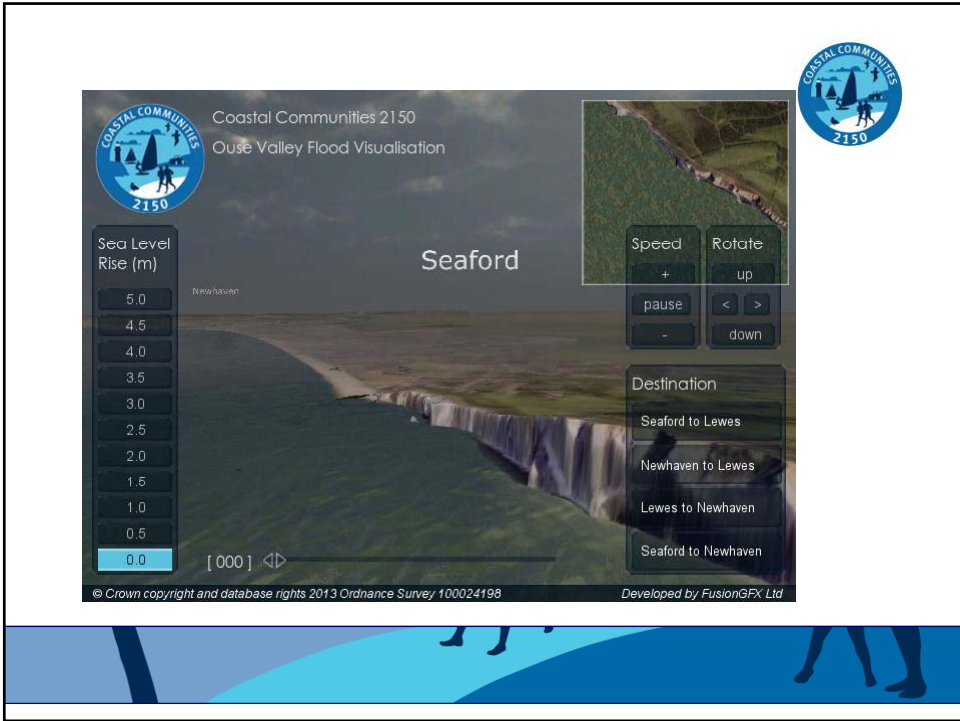 COASTAL COMMUNITIES
2150
COASTAL COMMUNITIES
2150
Coastal Communities 2150
Ouse Valley Flood Visualisation
Sea Level
Rise (m)
5.0
4.5
4.0
3.5
3.0
2.5
2.0
1.5
1.0
0.5
0.0
Newhaven
Seaford
[ 000 ]
Speed
+
pause
-
Rotate
up
< >
down
Destination
Seaford to Lewes
Newhaven to Lewes
Lewes to Newhaven
Seaford to Newhaven
© Crown copyright and database rights 2013 Ordnance Survey 100024198
Developed by FusionGFX Ltd